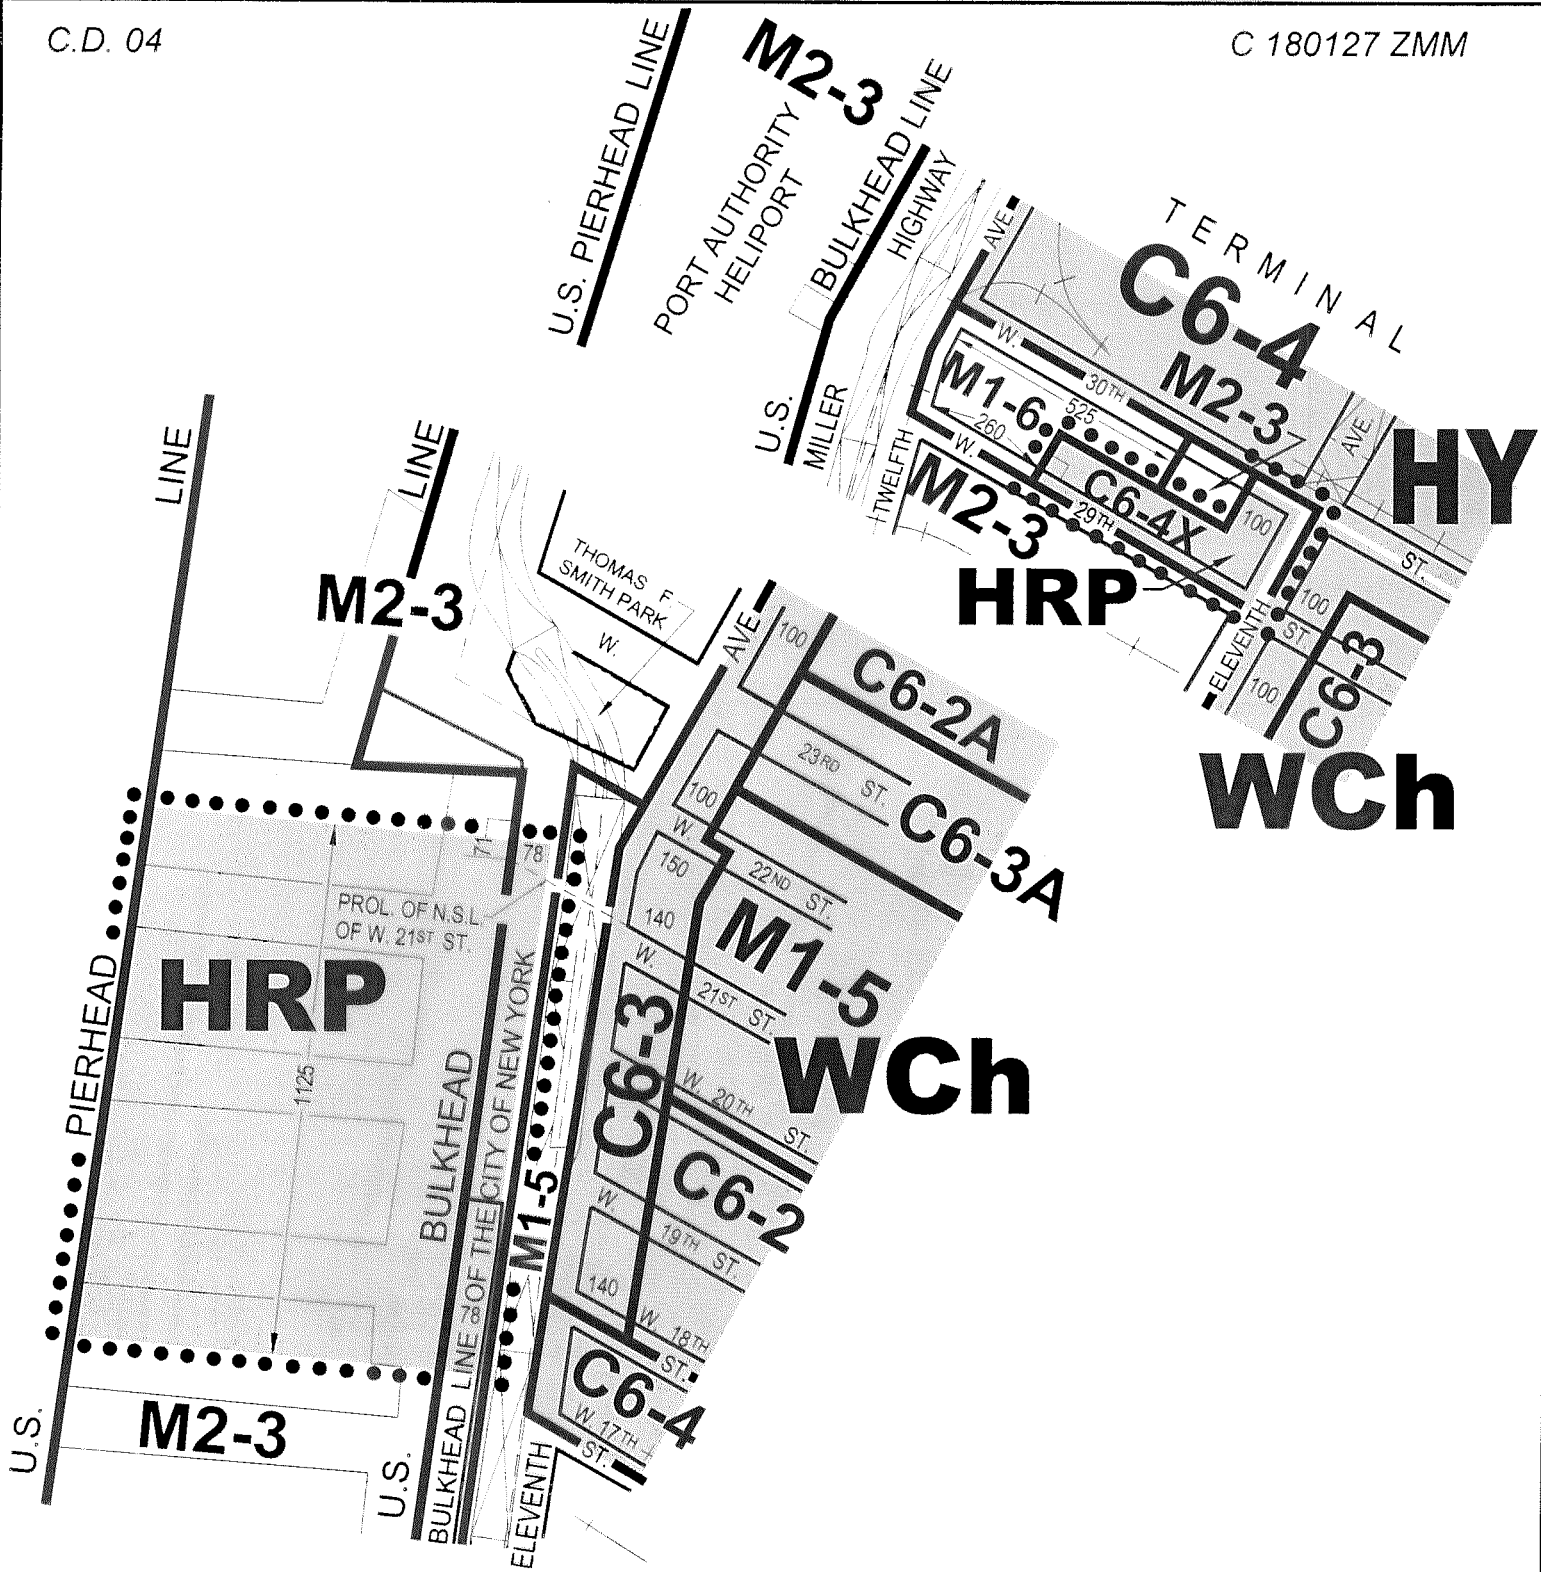 C.D. 04
C 180127 ZMM
U.S. PIERHEAD LINE
M2-3
PORT AUTHORITY
HELIPORT
U.S. BULKHEAD LINE
MILLER HIGHWAY
TWELFTH AVE
TERMINAL
C6-4
M2-3
W. 30TH ST.
M1-6
525
260
C6-4X
100
AVE.
HY
W. 29TH ST
M2-3
HRP
ELEVENTH
100
100
C6-3
WCh
LINE
LINE
M2-3
THOMAS F
SMITH PARK
W.
AVE
100
C6-2A
23RD ST.
C6-3A
100
W. 22ND ST.
150
140
M1-5
71
78
PROL. OF N.S.L.
OF W. 21ST ST.
HRP
1125
W. 21ST ST.
C6-3
WCh
W. 20TH ST.
C6-2
W. 19TH ST.
140
W. 18TH ST.
C6-4
W. 17TH ST.
U.S. PIERHEAD
U.S. BULKHEAD
BULKHEAD LINE OF THE CITY OF NEW YORK
78
M1-5
M2-3
ELEVENTH